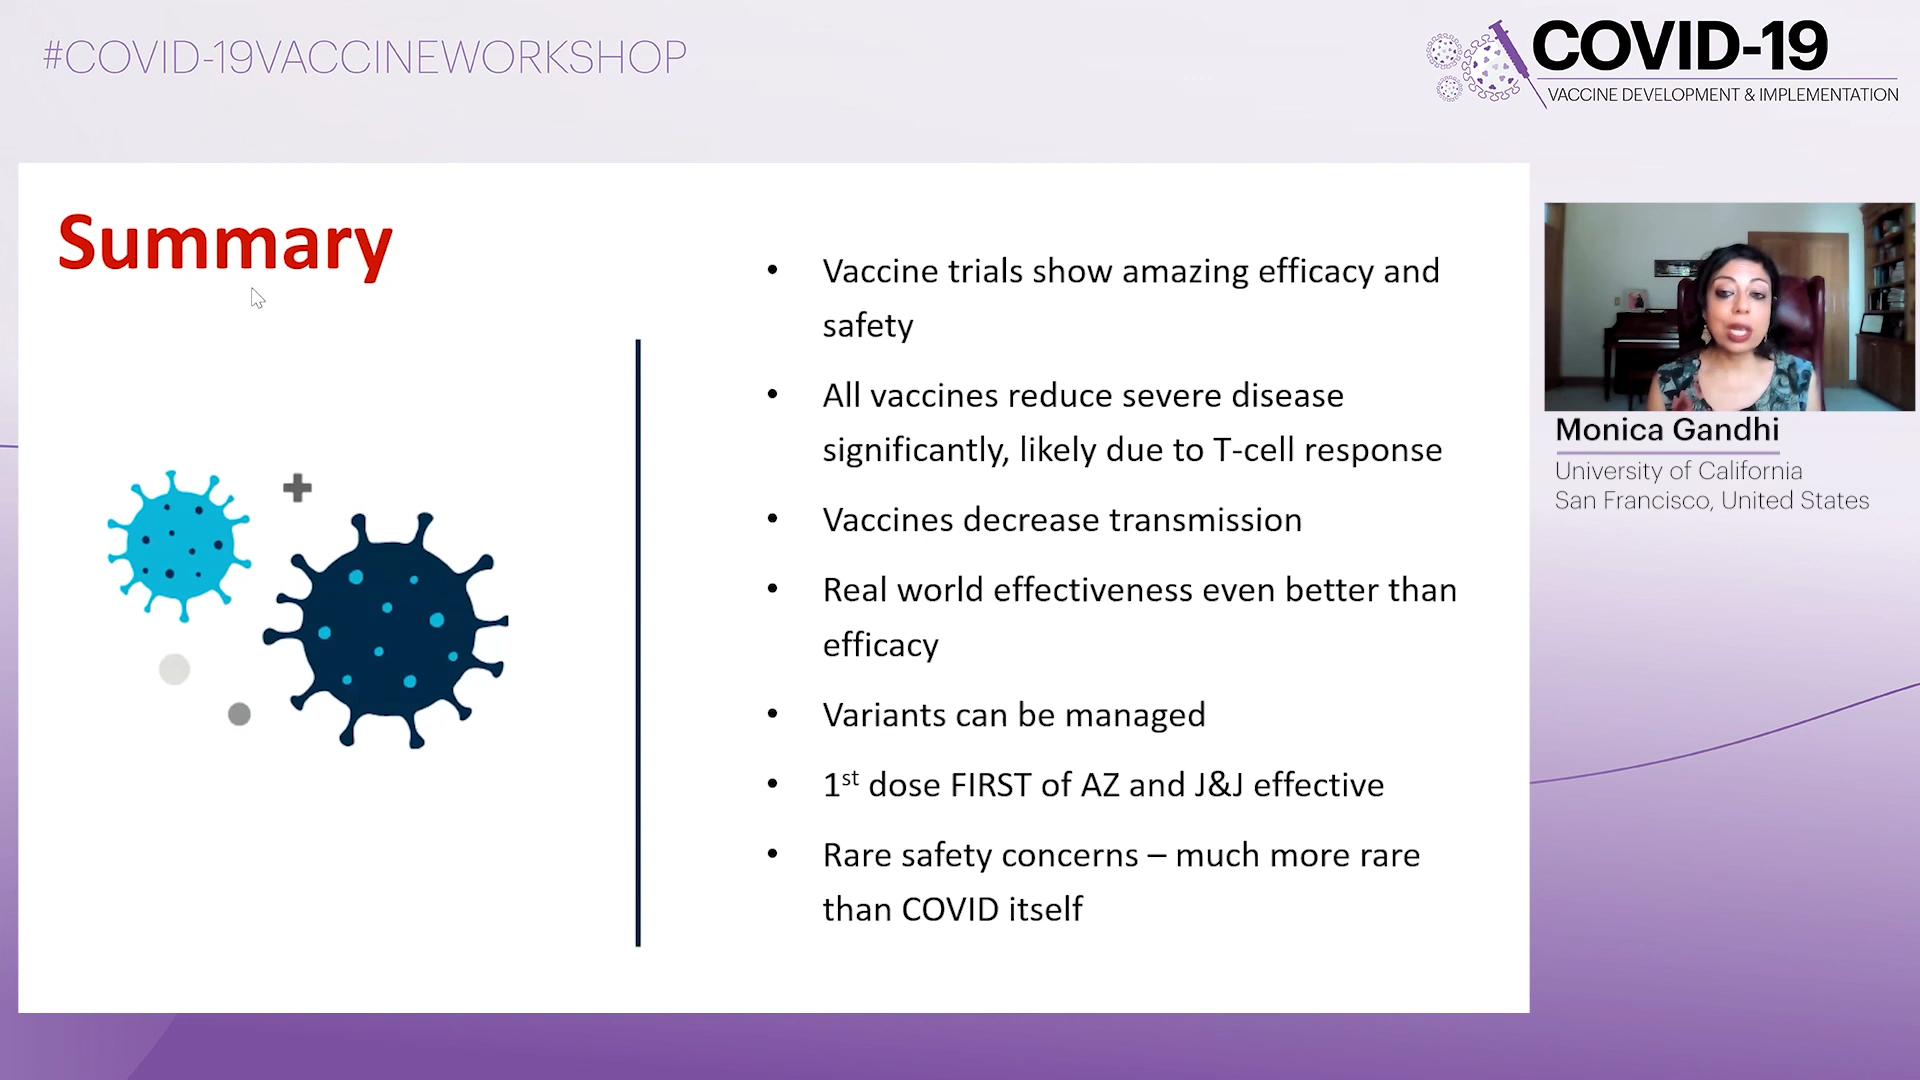 #COVID-19VACCINEWORKSHOP
COVID-19
VACCINE DEVELOPMENT & IMPLEMENTATION
Summary
• Vaccine trials show amazing efficacy and
safety
• All vaccines reduce severe disease
significantly, likely due to T-cell response
• Vaccines decrease transmission
• Real world effectiveness even better than
efficacy
• Variants can be managed
• 1st dose FIRST of AZ and J&J effective
• Rare safety concerns – much more rare
than COVID itself
Monica Gandhi
University of California
San Francisco, United States